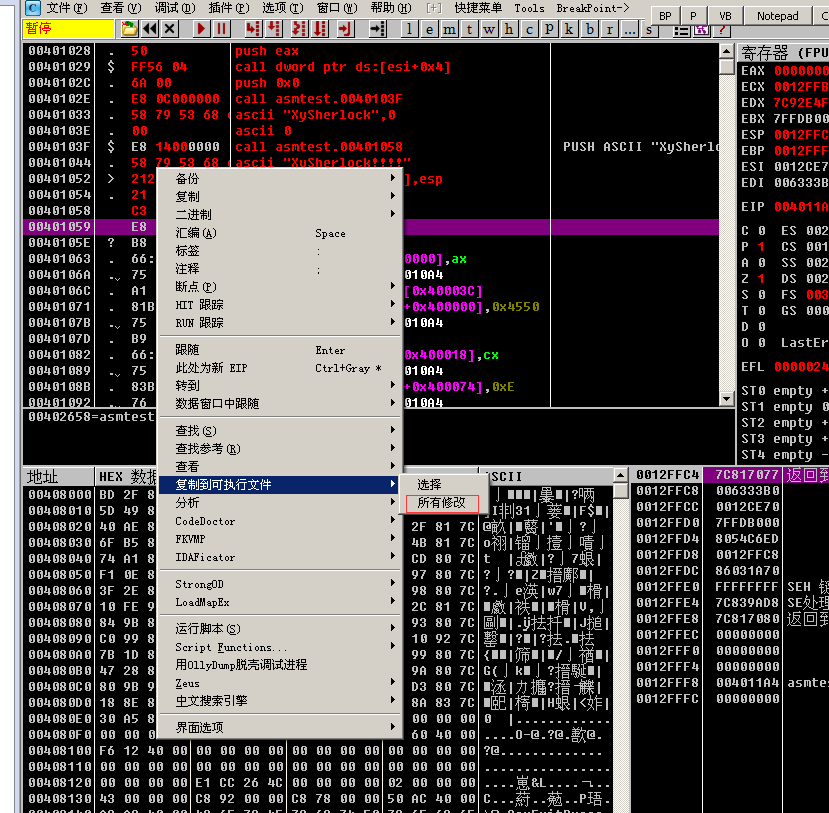 文件(F) 查看(V) 调试(D) 插件(P) 选项(T) 窗口(W) 帮助(H) [+] 快捷菜单 Tools BreakPoint->
BP P VB Notepad
暂停
l e m t w h c p k b r ... s
00401028 . 50 push eax
00401029 $ FF56 04 call dword ptr ds:[esi+0x4]
0040102C . 6A 00 push 0x0
0040102E . E8 0C000000 call asmtest.0040103F
00401033 . 58 79 53 68 ascii "XySherlock",0
0040103E . 00 ascii 0
0040103F $ E8 14000000 call asmtest.00401058 PUSH ASCII "XySherlo
00401044 . 58 79 53 68 ascii "XySherlock!!!!"
00401052 > 212 ],esp
00401054 . 21
00401058 C3
00401059 E8
0040105E ? B8
00401063 . 66: 0000],ax
0040106A . 75 010A4
0040106C . A1 [0x40003C]
00401071 . 81B +0x400000],0x4550
0040107B . 75 010A4
0040107D . B9
00401082 . 66: 0x400018],cx
00401089 . 75 010A4
0040108B . 83B +0x400074],0xE
00401092 . 76 010A4
00402658=asmtest
备份
复制
二进制
汇编(A) Space
标签 :
注释 ;
断点(P)
HIT 跟踪
RUN 跟踪
跟随 Enter
此处为新 EIP Ctrl+Gray *
转到
数据窗口中跟随
查找(S)
查找参考(R)
查看
复制到可执行文件
分析
CodeDoctor
FKVMP
IDAFicator
StrongOD
LoadMapEx
运行脚本(S)
Script Functions...
用OllyDump脱壳调试进程
Zeus
中文搜索引擎
界面选项
选择
所有修改
寄存器 (FPU
EAX 0000000
ECX 0012FFB
EDX 7C92E4F
EBX 7FFDB00
ESP 0012FFC
EBP 0012FFF
ESI 0012CE7
EDI 006333B
EIP 004011A
C 0 ES 002
P 1 CS 001
A 0 SS 002
Z 1 DS 002
S 0 FS 003
T 0 GS 000
D 0
O 0 LastErr
EFL 0000024
ST0 empty +
ST1 empty 0
ST2 empty +
ST3 empty +
ST4 empty -
地址 HEX 数据 ASCII
00408000 BD 2F 8
00408010 5D 49 8
00408020 40 AE 8 2F 81 7C
00408030 6F B5 8 4B 81 7C
00408040 74 A1 8 CD 80 7C
00408050 F1 0E 8 97 80 7C
00408060 3F 2E 8 98 80 7C
00408070 10 FE 9 2C 81 7C
00408080 84 9B 8 93 80 7C
00408090 C0 99 8 10 92 7C
004080A0 7B 1D 8 99 80 7C
004080B0 47 28 8 9A 80 7C
004080C0 80 9B 9 D3 80 7C
004080D0 18 8E 8 8A 83 7C
004080E0 30 A5 8 00 00 00
004080F0 00 00 0 60 40 00
00408100 F6 12 40 00 00 00 00 00 00 00 00 00 00 00 00 00
00408110 00 00 00 00 00 00 00 00 00 00 00 00 00 00 00 00
00408120 00 00 00 00 E1 CC 26 4C 00 00 00 00 02 00 00 00
00408130 43 00 00 00 C8 92 00 00 C8 78 00 00 50 AC 40 00
0012FFC4 7C817077 返回到
0012FFC8 006333B0
0012FFCC 0012CE70
0012FFD0 7FFDB000
0012FFD4 8054C6ED
0012FFD8 0012FFC8
0012FFDC 86031A70
0012FFE0 FFFFFFFF SEH 链
0012FFE4 7C839AD8 SE处理
0012FFE8 7C817080 返回到
0012FFEC 00000000
0012FFF0 00000000
0012FFF4 00000000
0012FFF8 004011A4 asmtes
0012FFFC 00000000